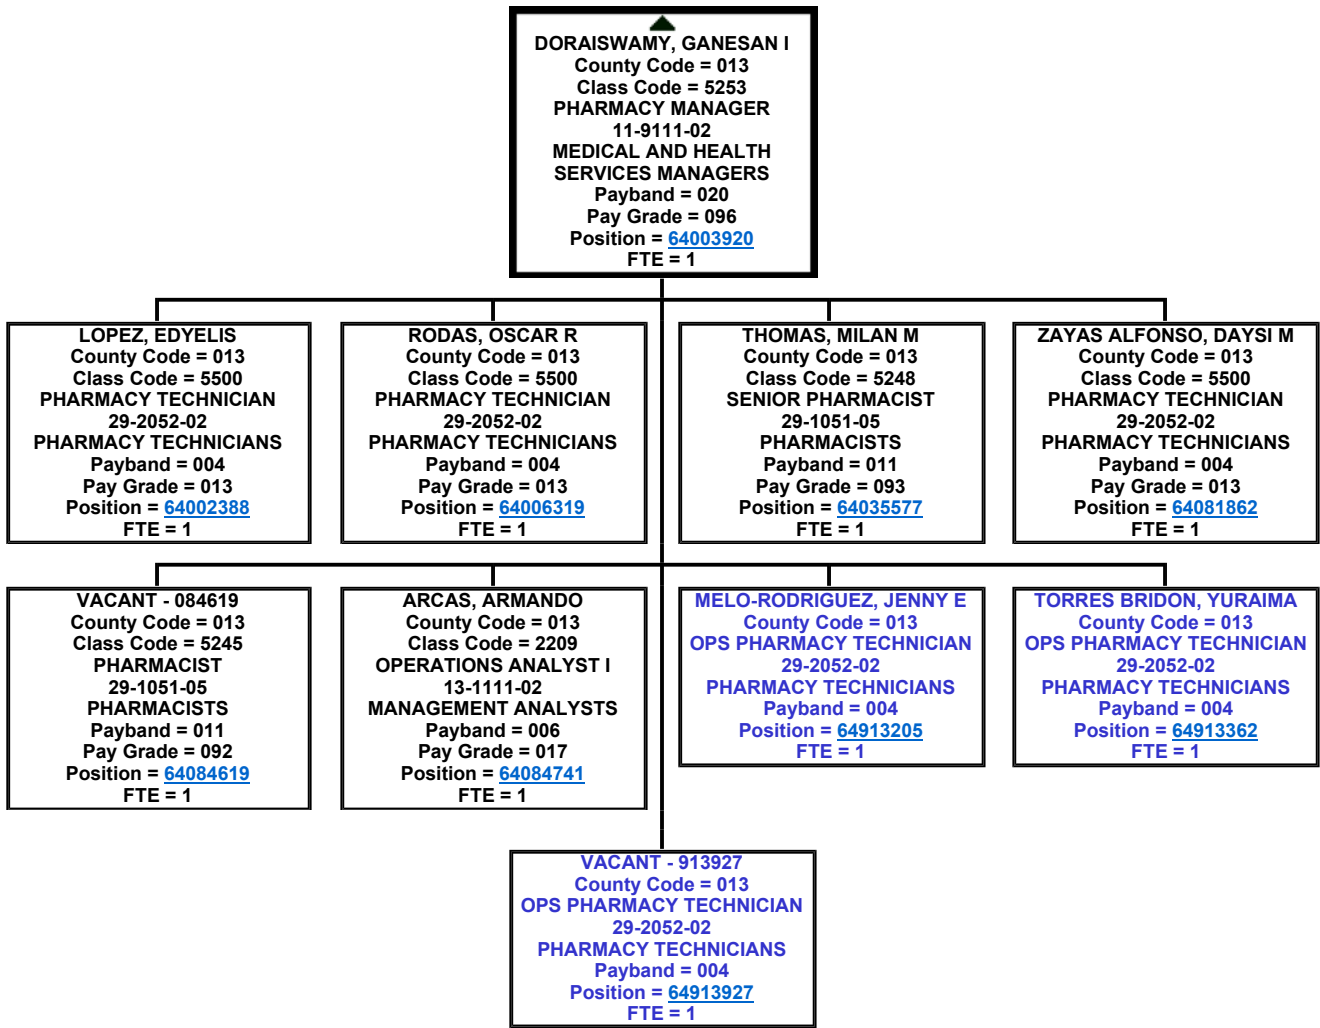 DORAISWAMY, GANESAN I
County Code = 013
Class Code = 5253
PHARMACY MANAGER
11-9111-02
MEDICAL AND HEALTH
SERVICES MANAGERS
Payband = 020
Pay Grade = 096
Position = 64003920
FTE = 1
LOPEZ, EDYELIS
County Code = 013
Class Code = 5500
PHARMACY TECHNICIAN
29-2052-02
PHARMACY TECHNICIANS
Payband = 004
Pay Grade = 013
Position = 64002388
FTE = 1
RODAS, OSCAR R
County Code = 013
Class Code = 5500
PHARMACY TECHNICIAN
29-2052-02
PHARMACY TECHNICIANS
Payband = 004
Pay Grade = 013
Position = 64006319
FTE = 1
THOMAS, MILAN M
County Code = 013
Class Code = 5248
SENIOR PHARMACIST
29-1051-05
PHARMACISTS
Payband = 011
Pay Grade = 093
Position = 64035577
FTE = 1
ZAYAS ALFONSO, DAYSI M
County Code = 013
Class Code = 5500
PHARMACY TECHNICIAN
29-2052-02
PHARMACY TECHNICIANS
Payband = 004
Pay Grade = 013
Position = 64081862
FTE = 1
VACANT - 084619
County Code = 013
Class Code = 5245
PHARMACIST
29-1051-05
PHARMACISTS
Payband = 011
Pay Grade = 092
Position = 64084619
FTE = 1
ARCAS, ARMANDO
County Code = 013
Class Code = 2209
OPERATIONS ANALYST I
13-1111-02
MANAGEMENT ANALYSTS
Payband = 006
Pay Grade = 017
Position = 64084741
FTE = 1
MELO-RODRIGUEZ, JENNY E
County Code = 013
OPS PHARMACY TECHNICIAN
29-2052-02
PHARMACY TECHNICIANS
Payband = 004
Position = 64913205
FTE = 1
TORRES BRIDON, YURAIMA
County Code = 013
OPS PHARMACY TECHNICIAN
29-2052-02
PHARMACY TECHNICIANS
Payband = 004
Position = 64913362
FTE = 1
VACANT - 913927
County Code = 013
OPS PHARMACY TECHNICIAN
29-2052-02
PHARMACY TECHNICIANS
Payband = 004
Position = 64913927
FTE = 1